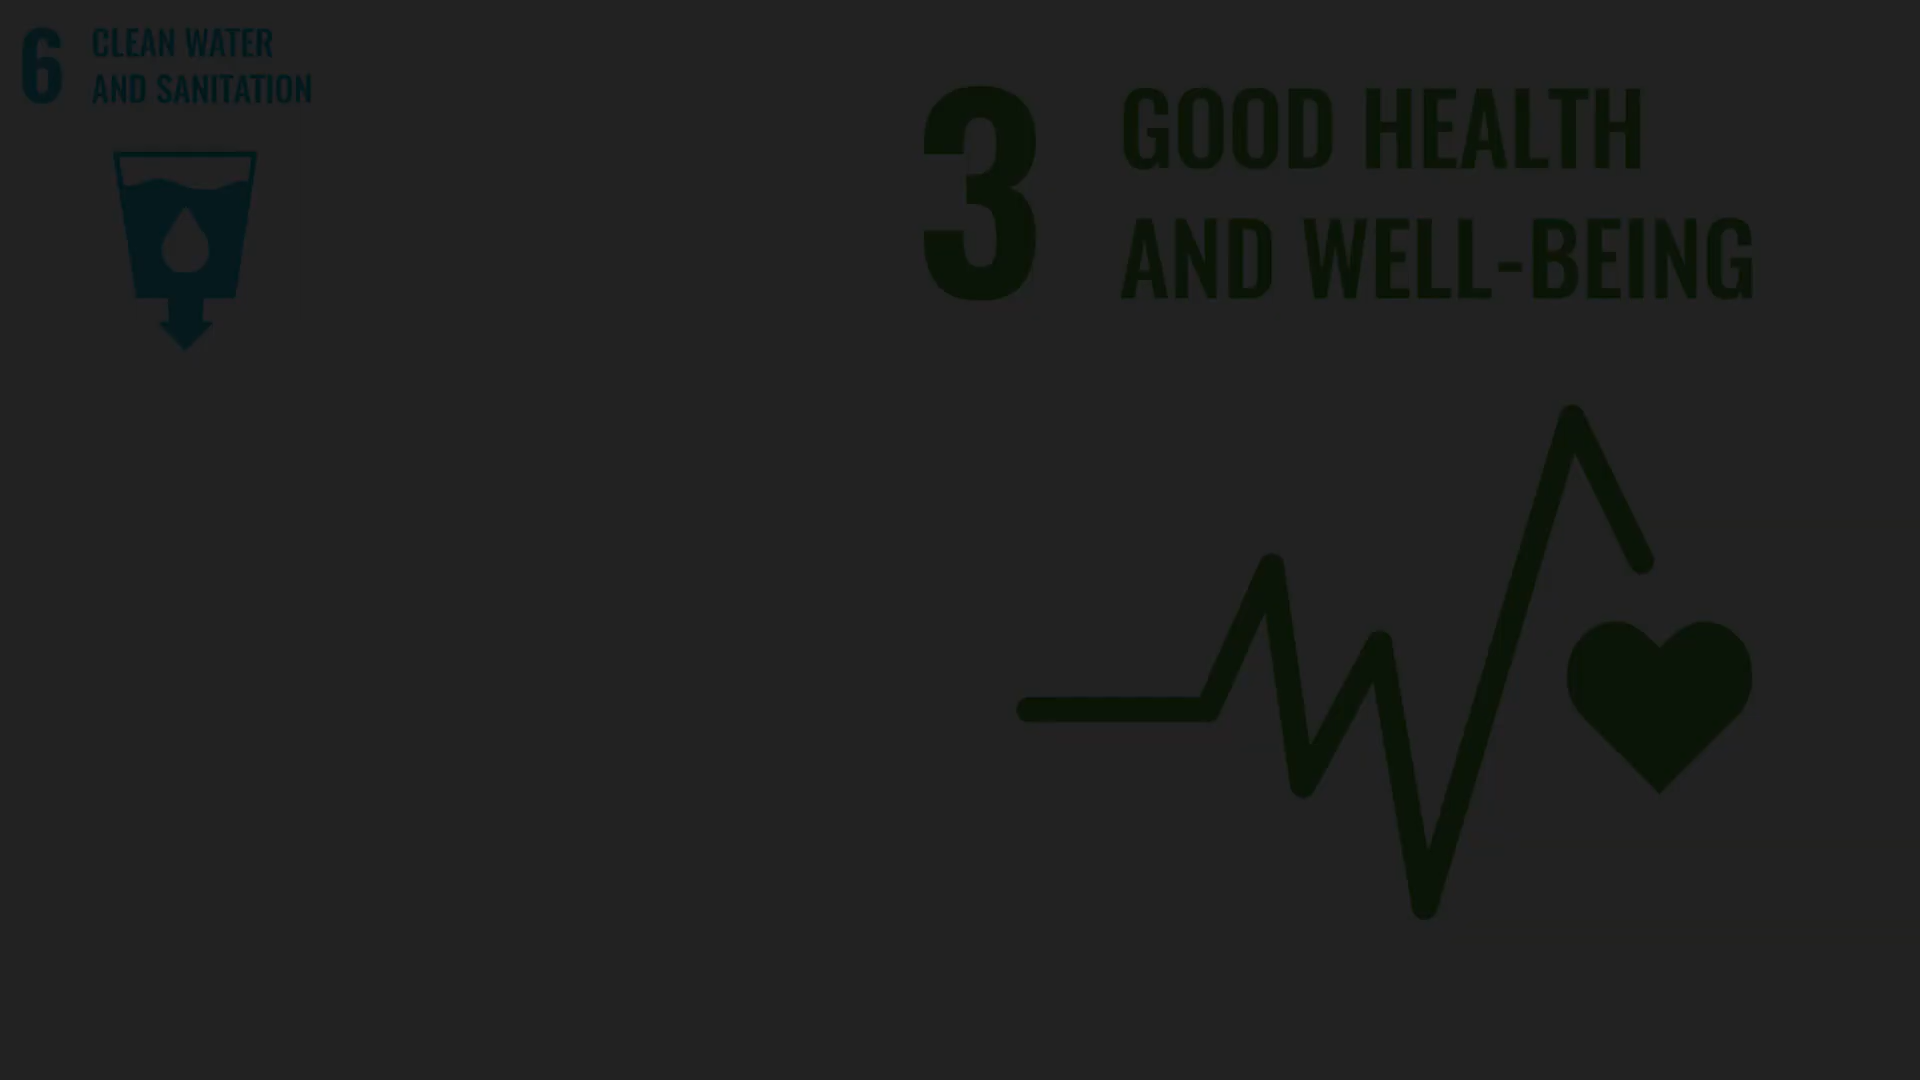 6
CLEAN WATER
AND SANITATION
3
GOOD HEALTH
AND WELL-BEING